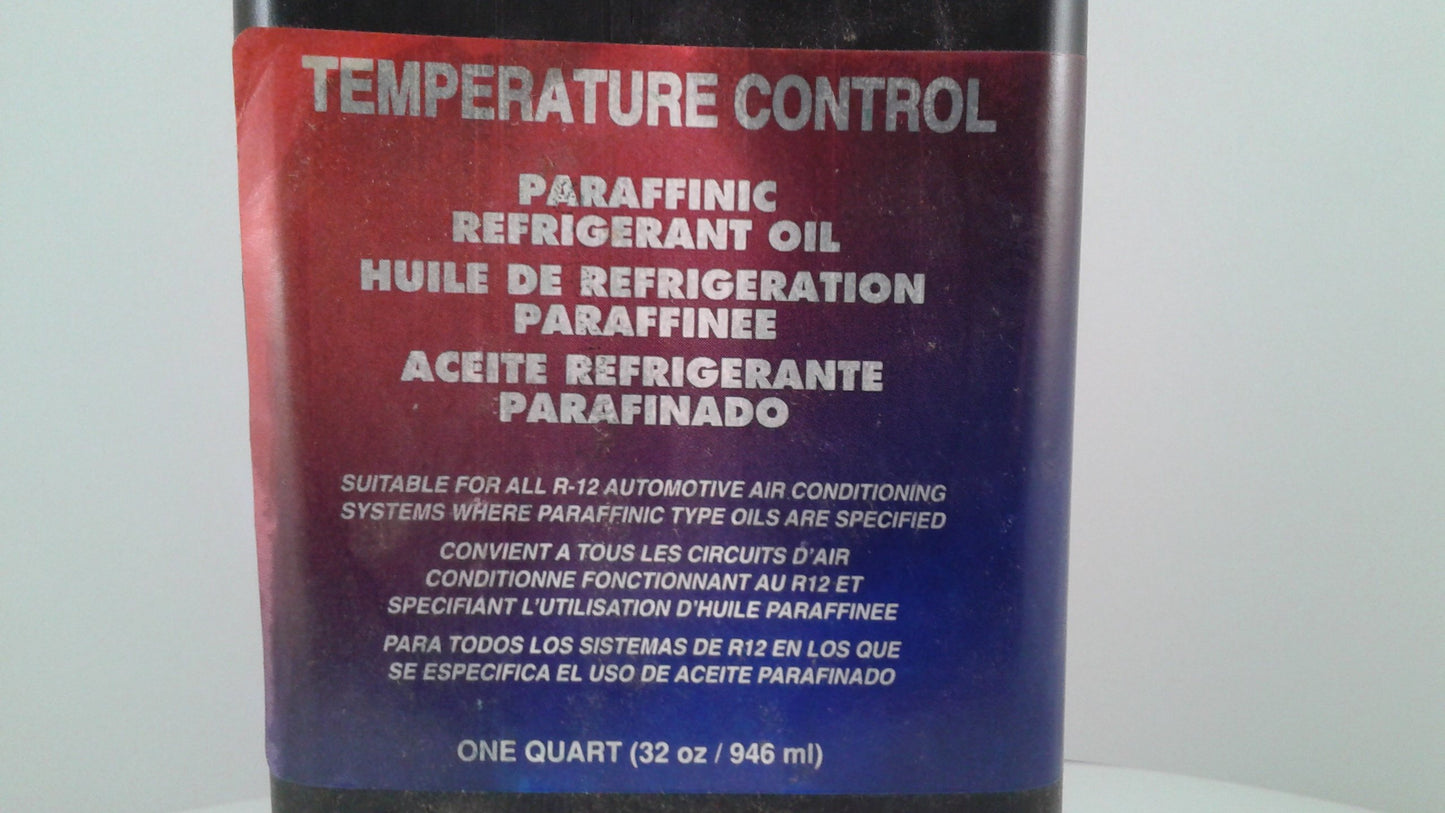 TEMPERATURE CONTROL
PARAFFINIC
REFRIGERANT OIL
HUILE DE REFRIGERATION
PARAFFINEE
ACEITE REFRIGERANTE
PARAFINADO
SUITABLE FOR ALL R-12 AUTOMOTIVE AIR CONDITIONING
SYSTEMS WHERE PARAFFINIC TYPE OILS ARE SPECIFIED
CONVIENT A TOUS LES CIRCUITS D'AIR
CONDITIONNE FONCTIONNANT AU R12 ET
SPECIFIANT L'UTILISATION D'HUILE PARAFFINEE
PARA TODOS LOS SISTEMAS DE R12 EN LOS QUE
SE ESPECIFICA EL USO DE ACEITE PARAFINADO
ONE QUART (32 oz / 946 ml)